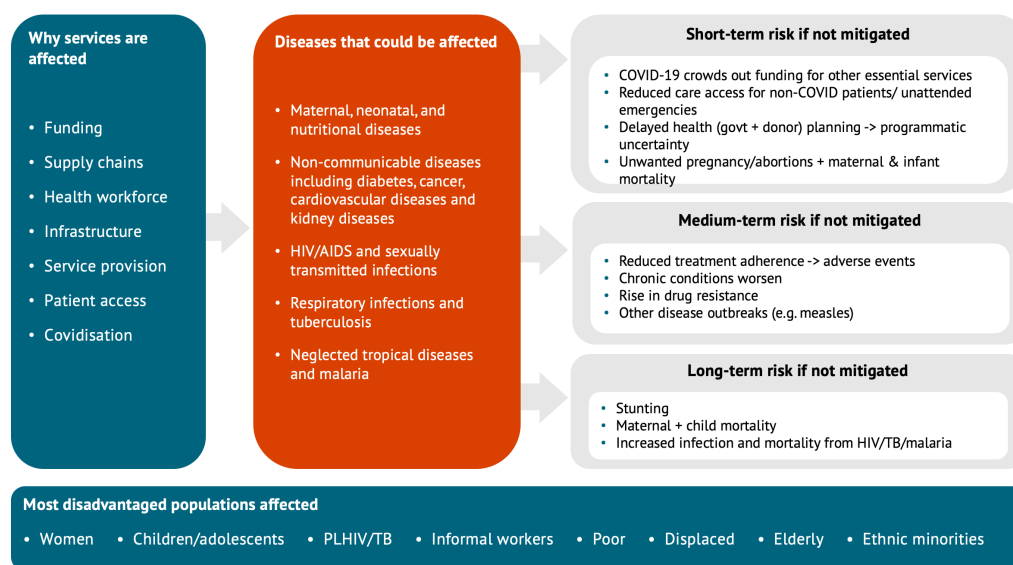 Why services are
affected
• Funding
• Supply chains
• Health workforce
• Infrastructure
• Service provision
• Patient access
• Covidisation
Diseases that could be affected
• Maternal, neonatal, and
nutritional diseases
• Non-communicable diseases
including diabetes, cancer,
cardiovascular diseases and
kidney diseases
• HIV/AIDS and sexually
transmitted infections
• Respiratory infections and
tuberculosis
• Neglected tropical diseases
and malaria
Short-term risk if not mitigated
• COVID-19 crowds out funding for other essential services
• Reduced care access for non-COVID patients/ unattended
emergencies
• Delayed health (govt + donor) planning -> programmatic
uncertainty
• Unwanted pregnancy/abortions + maternal & infant
mortality
Medium-term risk if not mitigated
• Reduced treatment adherence -> adverse events
• Chronic conditions worsen
• Rise in drug resistance
• Other disease outbreaks (e.g. measles)
Long-term risk if not mitigated
• Stunting
• Maternal + child mortality
• Increased infection and mortality from HIV/TB/malaria
Most disadvantaged populations affected
• Women • Children/adolescents • PLHIV/TB • Informal workers • Poor • Displaced • Elderly • Ethnic minorities